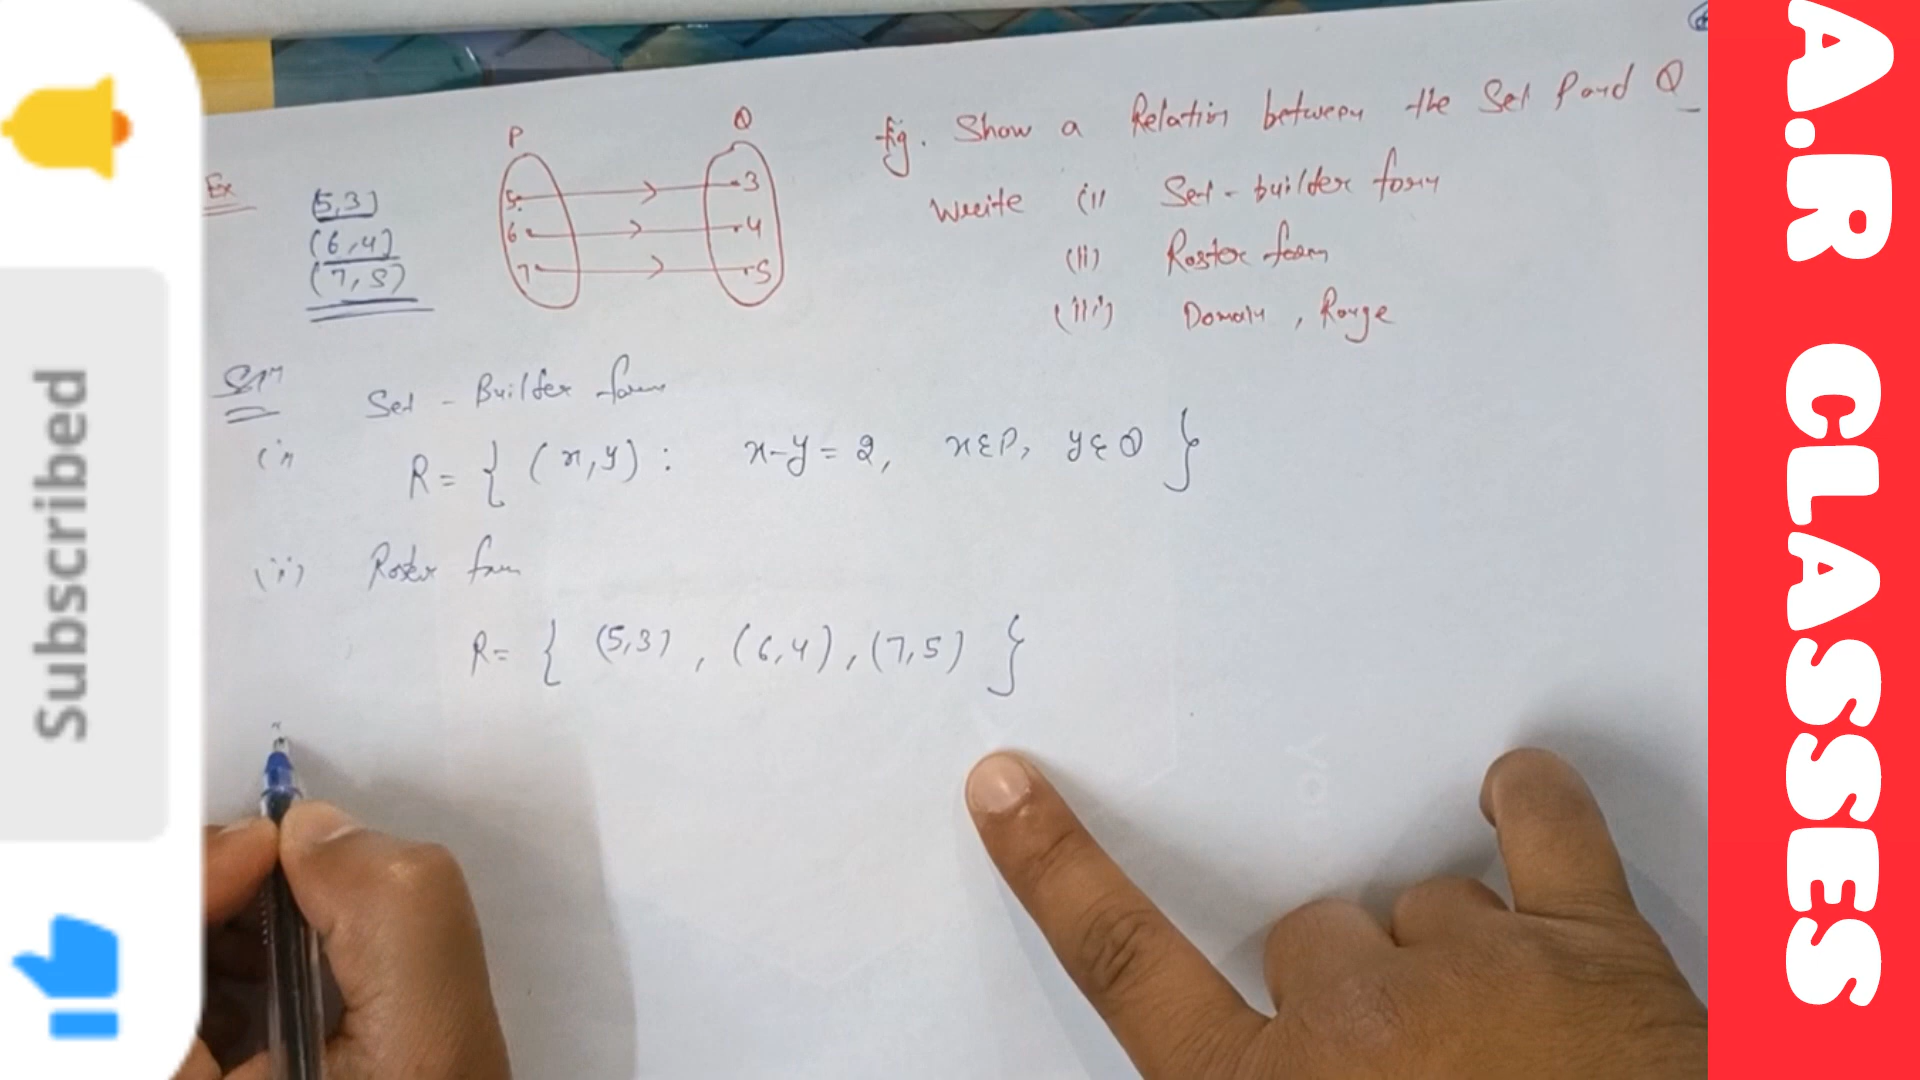 Ex
(5,3)
(6,4)
(7,5)
P
Q
5
6
7
3
4
5
fig. Show a Relation between the Set P and Q
Write (i) Set-builder form
(ii) Roster form
(iii) Domain, Range
Solⁿ
Set-Builder form
(i) R = { (x,y) : x-y=2, x∈P, y∈Q }
(ii) Roster form
R = { (5,3), (6,4), (7,5) }
Subscribed
A.R CLASSES